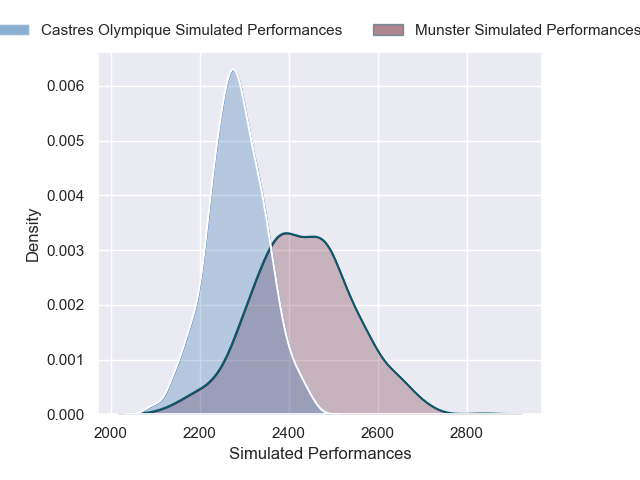 Castres Olympique Simulated Performances Munster Simulated Performances
0.006
0.005
0.004
0.003
0.002
0.001
0.000
Density
2000 2200 2400 2600 2800
Simulated Performances